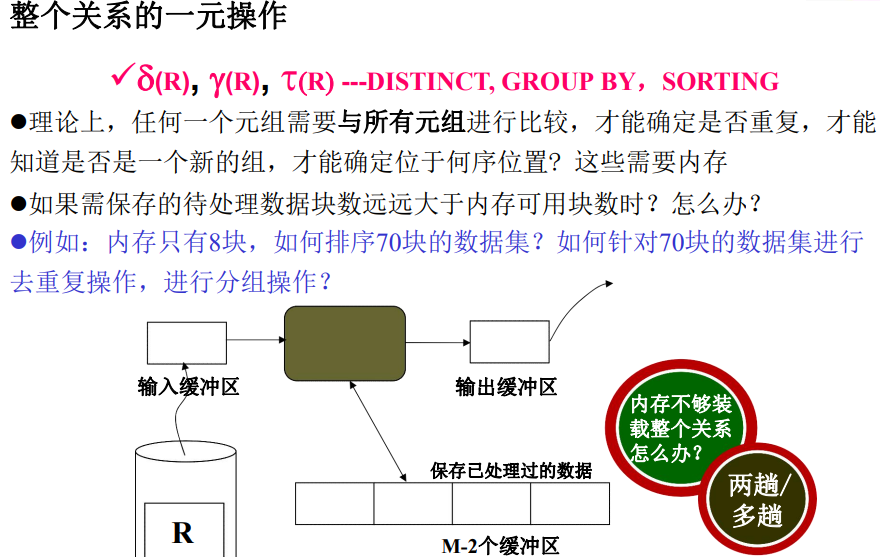 整个关系的一元操作
✓δ(R), γ(R), τ(R) ---DISTINCT, GROUP BY，SORTING
●理论上，任何一个元组需要与所有元组进行比较，才能确定是否重复，才能
知道是否是一个新的组，才能确定位于何序位置? 这些需要内存
●如果需保存的待处理数据块数远远大于内存可用块数时？怎么办？
●例如：内存只有8块，如何排序70块的数据集？如何针对70块的数据集进行
去重复操作，进行分组操作？
输入缓冲区
输出缓冲区
内存不够装
载整个关系
怎么办？
保存已处理过的数据
两趟/
多趟
R
M-2个缓冲区